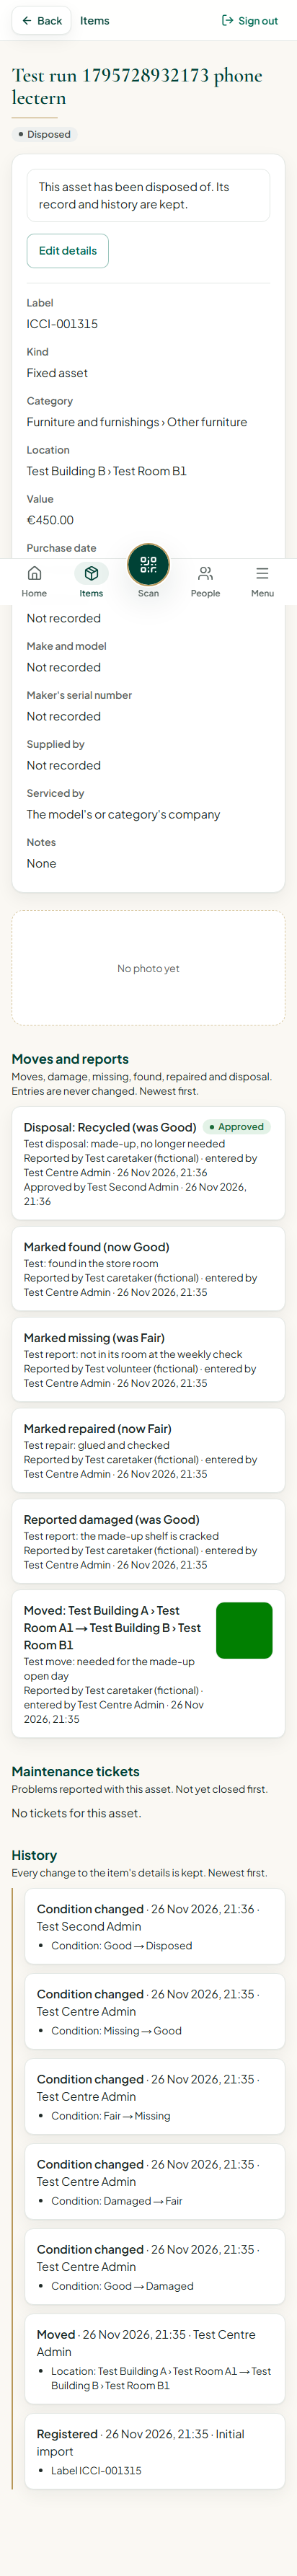 Back
Items
Sign out
Test run 1795728932173 phone
lectern
Disposed
This asset has been disposed of. Its
record and history are kept.
Edit details
Label
ICCI-001315
Kind
Fixed asset
Category
Furniture and furnishings › Other furniture
Location
Test Building B › Test Room B1
Value
€450.00
Purchase date
Home
Items
Scan
People
Menu
Not recorded
Make and model
Not recorded
Maker's serial number
Not recorded
Supplied by
Not recorded
Serviced by
The model's or category's company
Notes
None
No photo yet
Moves and reports
Moves, damage, missing, found, repaired and disposal.
Entries are never changed. Newest first.
Disposal: Recycled (was Good)
Approved
Test disposal: made-up, no longer needed
Reported by Test caretaker (fictional) · entered by
Test Centre Admin · 26 Nov 2026, 21:36
Approved by Test Second Admin · 26 Nov 2026,
21:36
Marked found (now Good)
Test: found in the store room
Reported by Test caretaker (fictional) · entered by
Test Centre Admin · 26 Nov 2026, 21:35
Marked missing (was Fair)
Test report: not in its room at the weekly check
Reported by Test volunteer (fictional) · entered by
Test Centre Admin · 26 Nov 2026, 21:35
Marked repaired (now Fair)
Test repair: glued and checked
Reported by Test caretaker (fictional) · entered by
Test Centre Admin · 26 Nov 2026, 21:35
Reported damaged (was Good)
Test report: the made-up shelf is cracked
Reported by Test caretaker (fictional) · entered by
Test Centre Admin · 26 Nov 2026, 21:35
Moved: Test Building A › Test
Room A1 → Test Building B › Test
Room B1
Test move: needed for the made-up
open day
Reported by Test caretaker (fictional) ·
entered by Test Centre Admin · 26 Nov
2026, 21:35
Maintenance tickets
Problems reported with this asset. Not yet closed first.
No tickets for this asset.
History
Every change to the item's details is kept. Newest first.
Condition changed · 26 Nov 2026, 21:36 ·
Test Second Admin
• Condition: Good → Disposed
Condition changed · 26 Nov 2026, 21:35 ·
Test Centre Admin
• Condition: Missing → Good
Condition changed · 26 Nov 2026, 21:35 ·
Test Centre Admin
• Condition: Fair → Missing
Condition changed · 26 Nov 2026, 21:35 ·
Test Centre Admin
• Condition: Damaged → Fair
Condition changed · 26 Nov 2026, 21:35 ·
Test Centre Admin
• Condition: Good → Damaged
Moved · 26 Nov 2026, 21:35 · Test Centre
Admin
• Location: Test Building A › Test Room A1 → Test
Building B › Test Room B1
Registered · 26 Nov 2026, 21:35 · Initial
import
• Label ICCI-001315